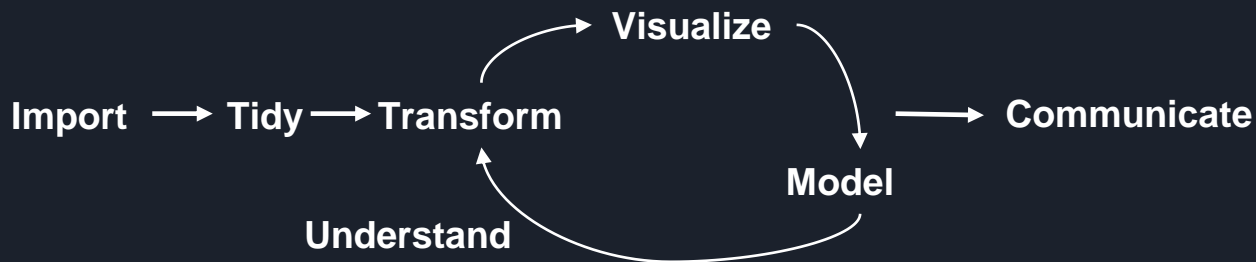 Visualize
Import
Tidy
Transform
Communicate
Model
Understand